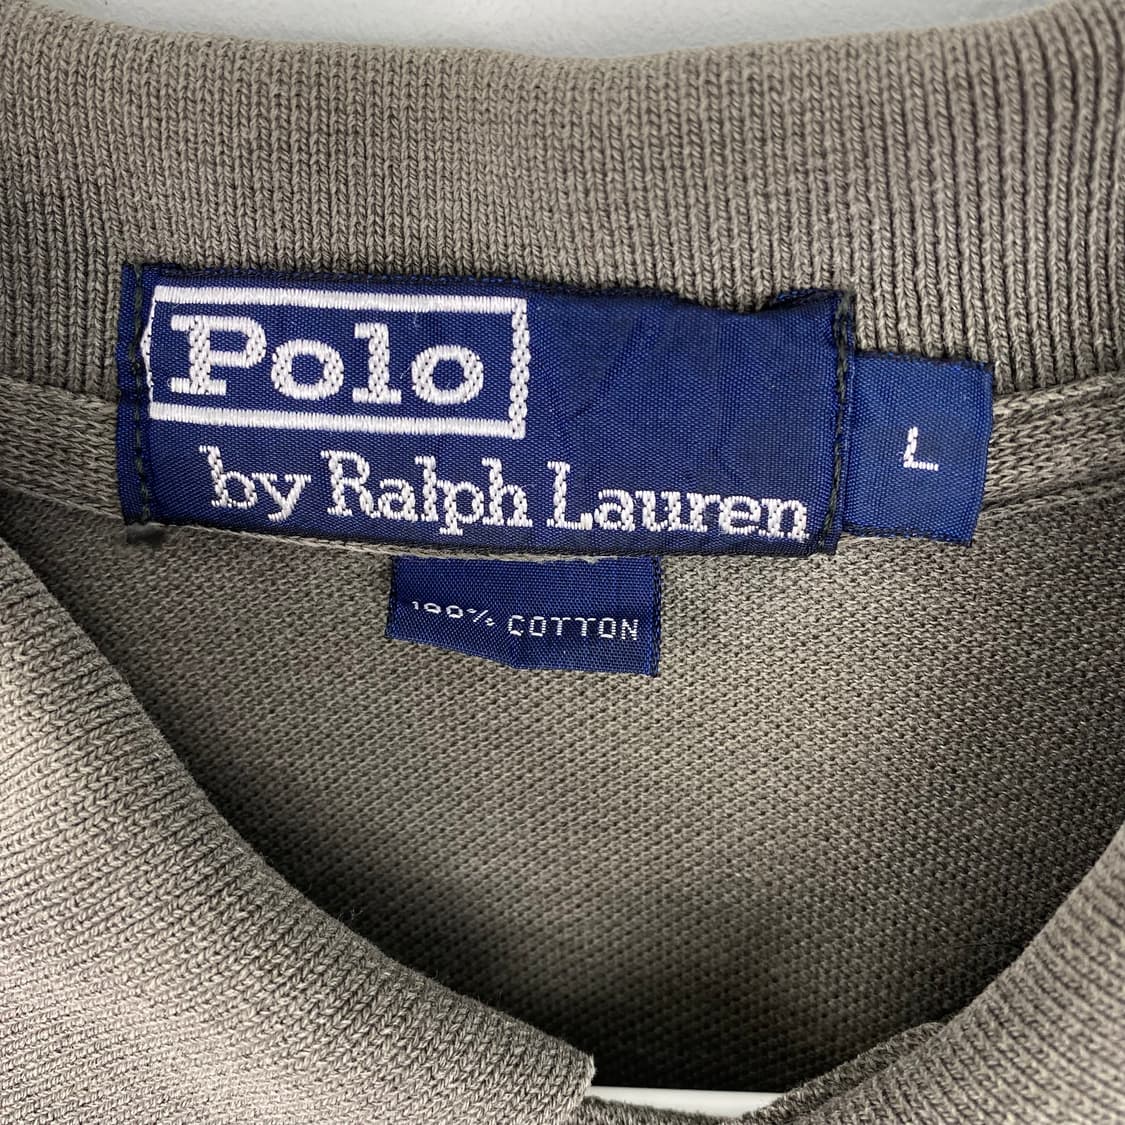 Polo
by Ralph Lauren
L
100% COTTON